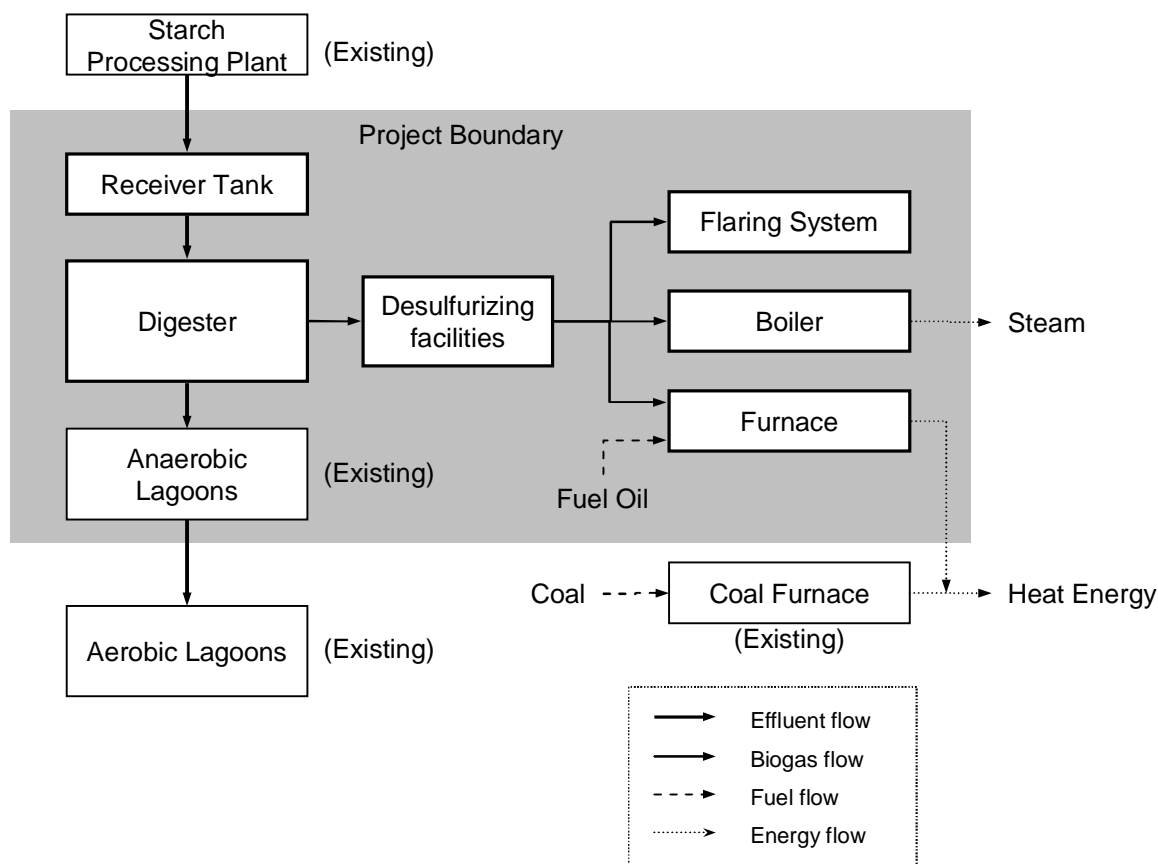 Starch
Processing Plant
(Existing)
Project Boundary
Receiver Tank
Flaring System
Digester
Desulfurizing
facilities
Boiler
Steam
Furnace
Anaerobic
Lagoons
(Existing)
Fuel Oil
Coal
Coal Furnace
(Existing)
Heat Energy
Aerobic Lagoons
(Existing)
Effluent flow
Biogas flow
Fuel flow
Energy flow